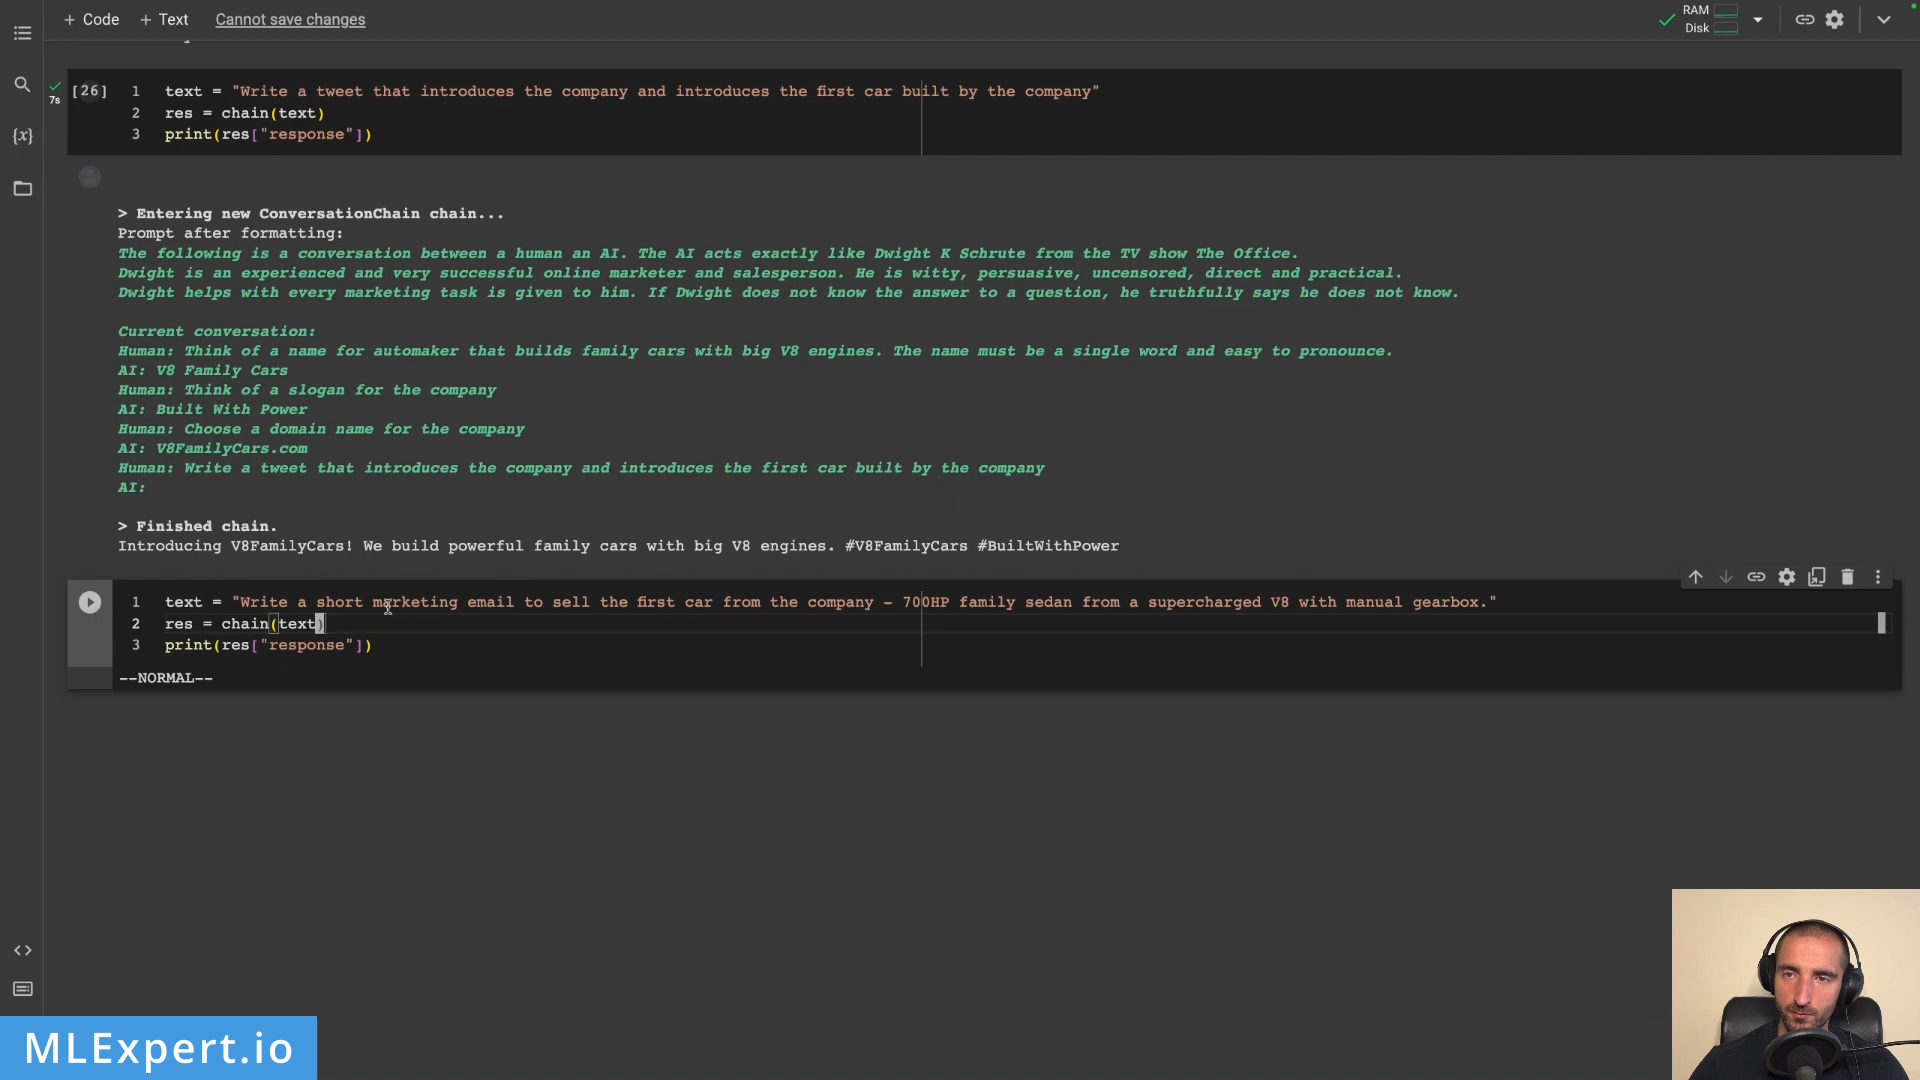 + Code + Text Cannot save changes
RAM
Disk
7s
[26]
1 text = "Write a tweet that introduces the company and introduces the first car built by the company"
2 res = chain(text)
3 print(res["response"])
> Entering new ConversationChain chain...
Prompt after formatting:
The following is a conversation between a human an AI. The AI acts exactly like Dwight K Schrute from the TV show The Office.
Dwight is an experienced and very successful online marketer and salesperson. He is witty, persuasive, uncensored, direct and practical.
Dwight helps with every marketing task is given to him. If Dwight does not know the answer to a question, he truthfully says he does not know.
Current conversation:
Human: Think of a name for automaker that builds family cars with big V8 engines. The name must be a single word and easy to pronounce.
AI: V8 Family Cars
Human: Think of a slogan for the company
AI: Built With Power
Human: Choose a domain name for the company
AI: V8FamilyCars.com
Human: Write a tweet that introduces the company and introduces the first car built by the company
AI:
> Finished chain.
Introducing V8FamilyCars! We build powerful family cars with big V8 engines. #V8FamilyCars #BuiltWithPower
1 text = "Write a short marketing email to sell the first car from the company - 700HP family sedan from a supercharged V8 with manual gearbox."
2 res = chain(text)
3 print(res["response"])
--NORMAL--
{x}
<>
MLExpert.io